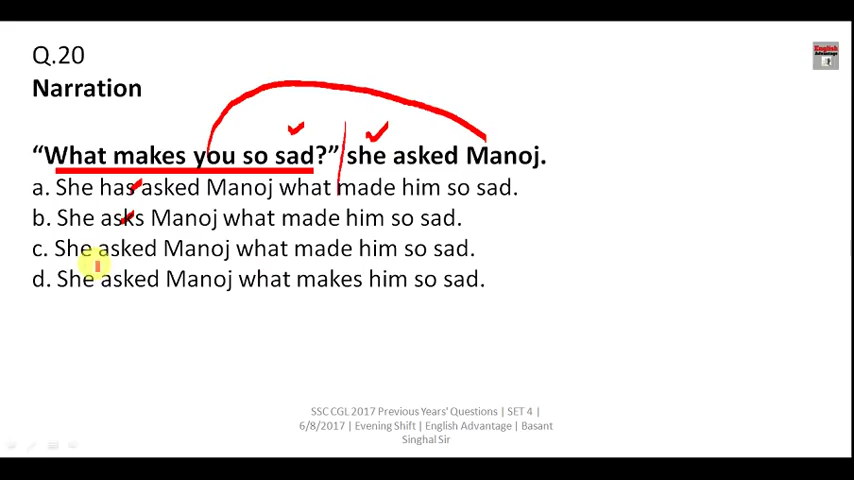 Q.20
English
Advantage
Narration
“What makes you so sad?” she asked Manoj.
a. She has asked Manoj what made him so sad.
b. She asks Manoj what made him so sad.
c. She asked Manoj what made him so sad.
d. She asked Manoj what makes him so sad.
SSC CGL 2017 Previous Years' Questions | SET 4 |
6/8/2017 | Evening Shift | English Advantage | Basant
Singhal Sir